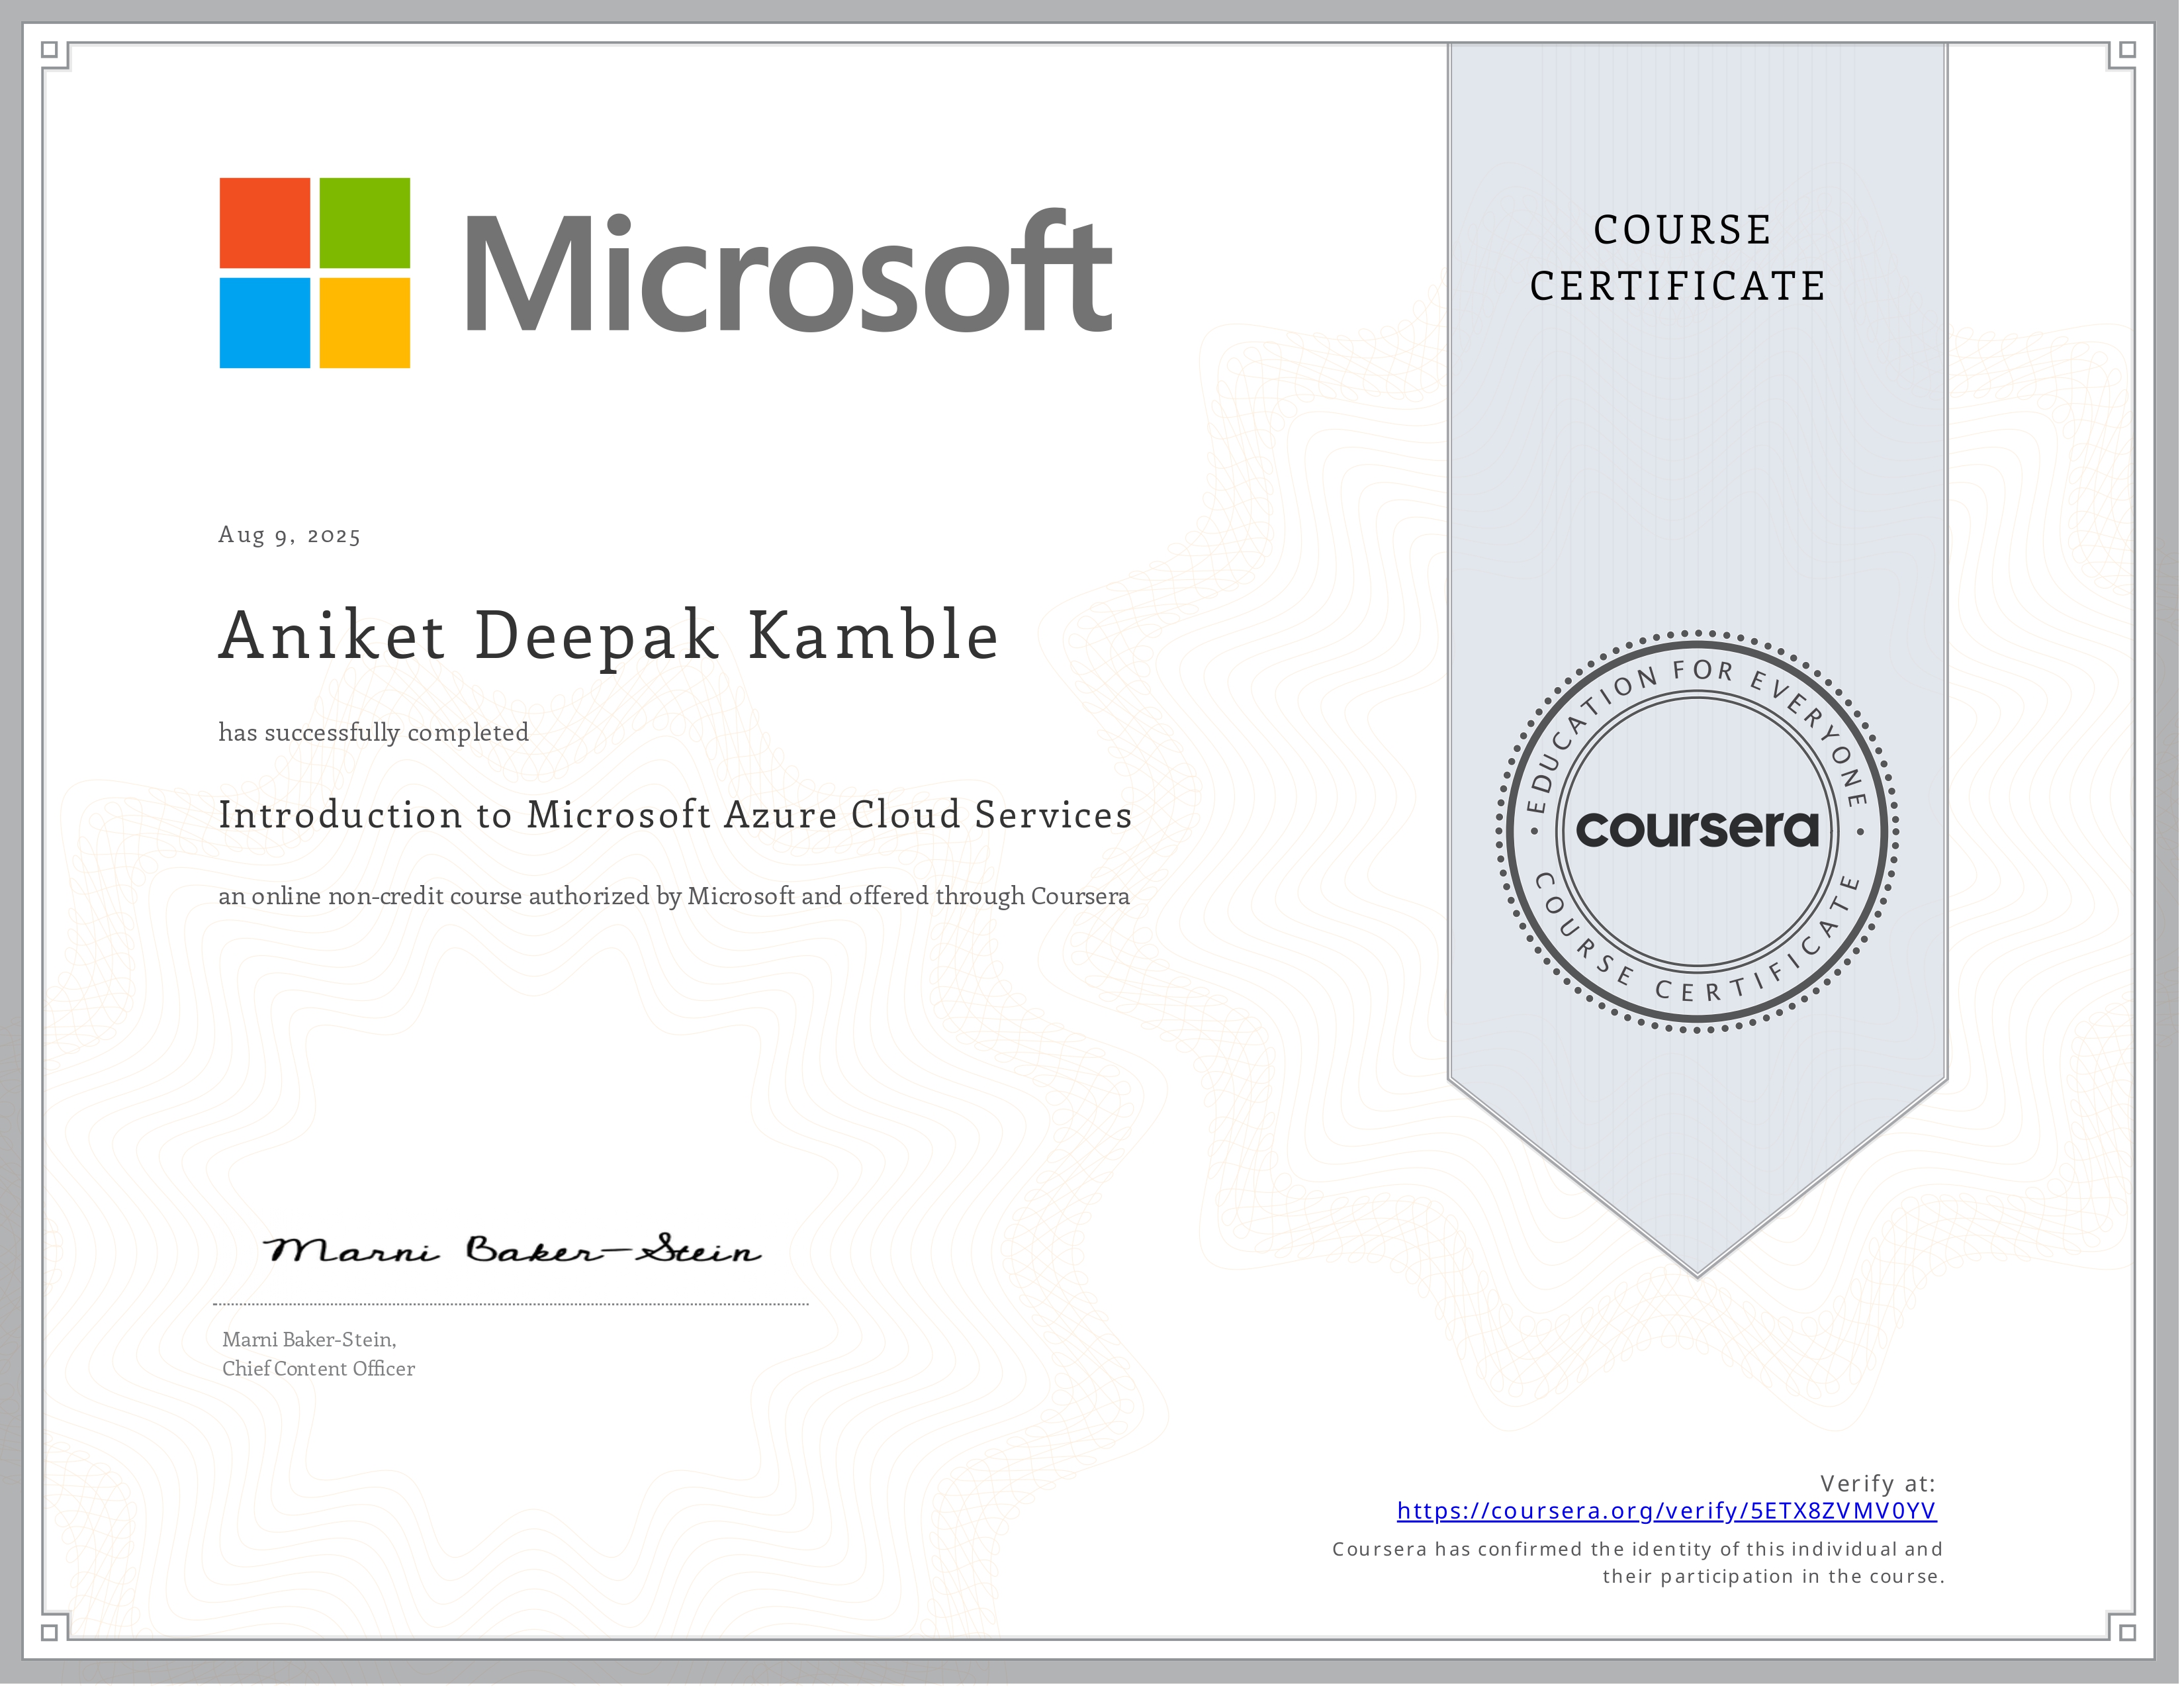 Microsoft
COURSE
CERTIFICATE
Aug 9, 2025
Aniket Deepak Kamble
has successfully completed
Introduction to Microsoft Azure Cloud Services
an online non-credit course authorized by Microsoft and offered through Coursera
EDUCATION FOR EVERYONE
coursera
COURSE CERTIFICATE
Marni Baker-Stein
Marni Baker-Stein,
Chief Content Officer
Verify at:
https://coursera.org/verify/5ETX8ZVMV0YV
Coursera has confirmed the identity of this individual and
their participation in the course.